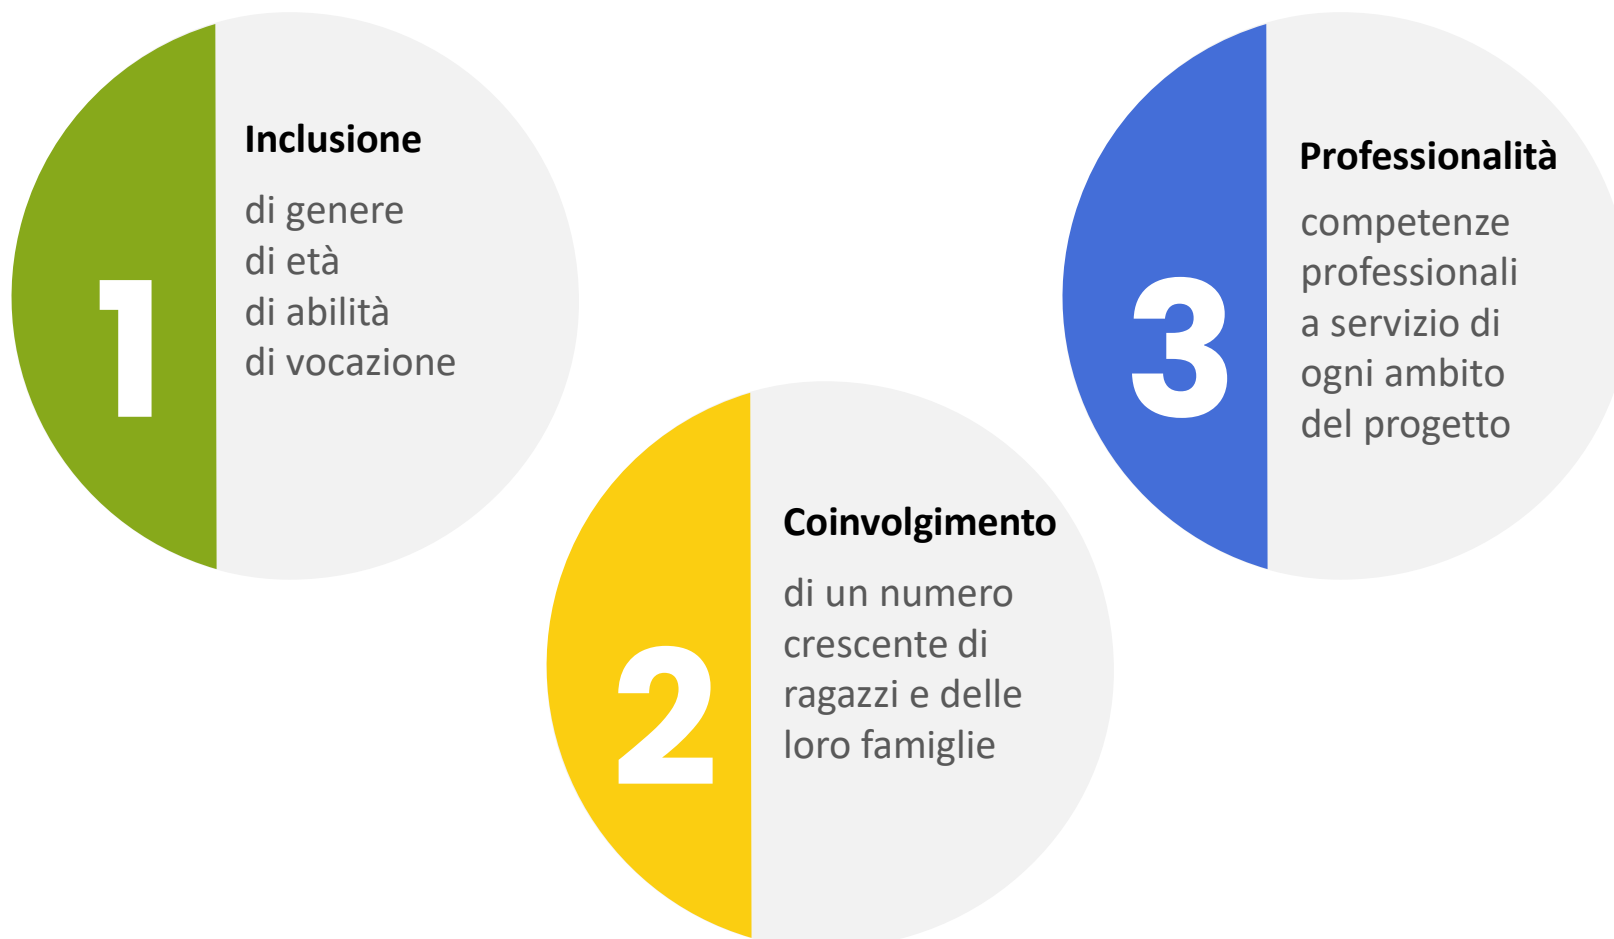 1
Inclusione
di genere
di età
di abilità
di vocazione
2
Coinvolgimento
di un numero
crescente di
ragazzi e delle
loro famiglie
3
Professionalità
competenze
professionali
a servizio di
ogni ambito
del progetto